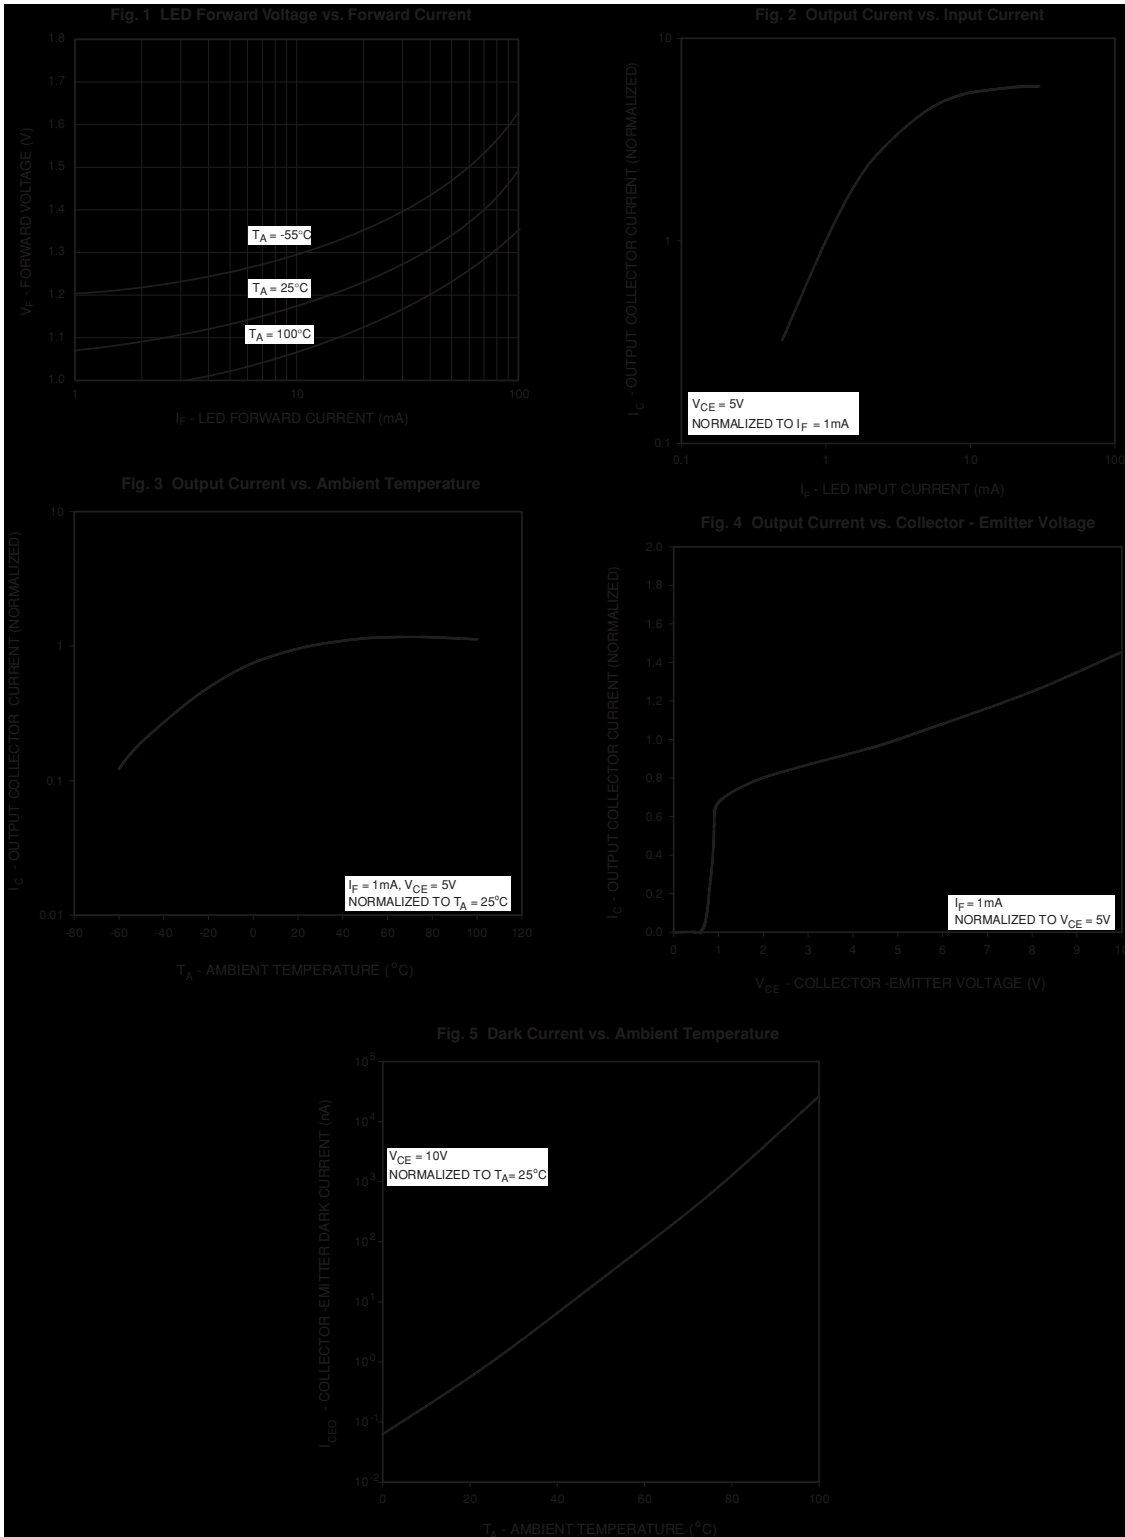 Fig. 1 LED Forward Voltage vs. Forward Current
1.8
1.7
1.6
1.5
1.4
1.3
1.2
1.1
1.0
VF - FORWARD VOLTAGE (V)
TA = -55°C
TA = 25°C
TA = 100°C
1 10 100
IF - LED FORWARD CURRENT (mA)
Fig. 2 Output Curent vs. Input Current
10
1
0.1
IC - OUTPUT COLLECTOR CURRENT (NORMALIZED)
VCE = 5V
NORMALIZED TO IF = 1mA
0.1 1 10 100
IF - LED INPUT CURRENT (mA)
Fig. 3 Output Current vs. Ambient Temperature
10
1
0.1
0.01
IC - OUTPUT COLLECTOR CURRENT (NORMALIZED)
IF = 1mA, VCE = 5V
NORMALIZED TO TA = 25°C
-80 -60 -40 -20 0 20 40 60 80 100 120
TA - AMBIENT TEMPERATURE (°C)
Fig. 4 Output Current vs. Collector - Emitter Voltage
2.0
1.8
1.6
1.4
1.2
1.0
0.8
0.6
0.4
0.2
0.0
IC - OUTPUT COLLECTOR CURRENT (NORMALIZED)
IF = 1mA
NORMALIZED TO VCE = 5V
0 1 2 3 4 5 6 7 8 9 10
VCE - COLLECTOR -EMITTER VOLTAGE (V)
Fig. 5 Dark Current vs. Ambient Temperature
10^5
10^4
10^3
10^2
10^1
10^0
10^-1
10^-2
ICEO - COLLECTOR -EMITTER DARK CURRENT (nA)
VCE = 10V
NORMALIZED TO TA = 25°C
0 20 40 60 80 100
TA - AMBIENT TEMPERATURE (°C)